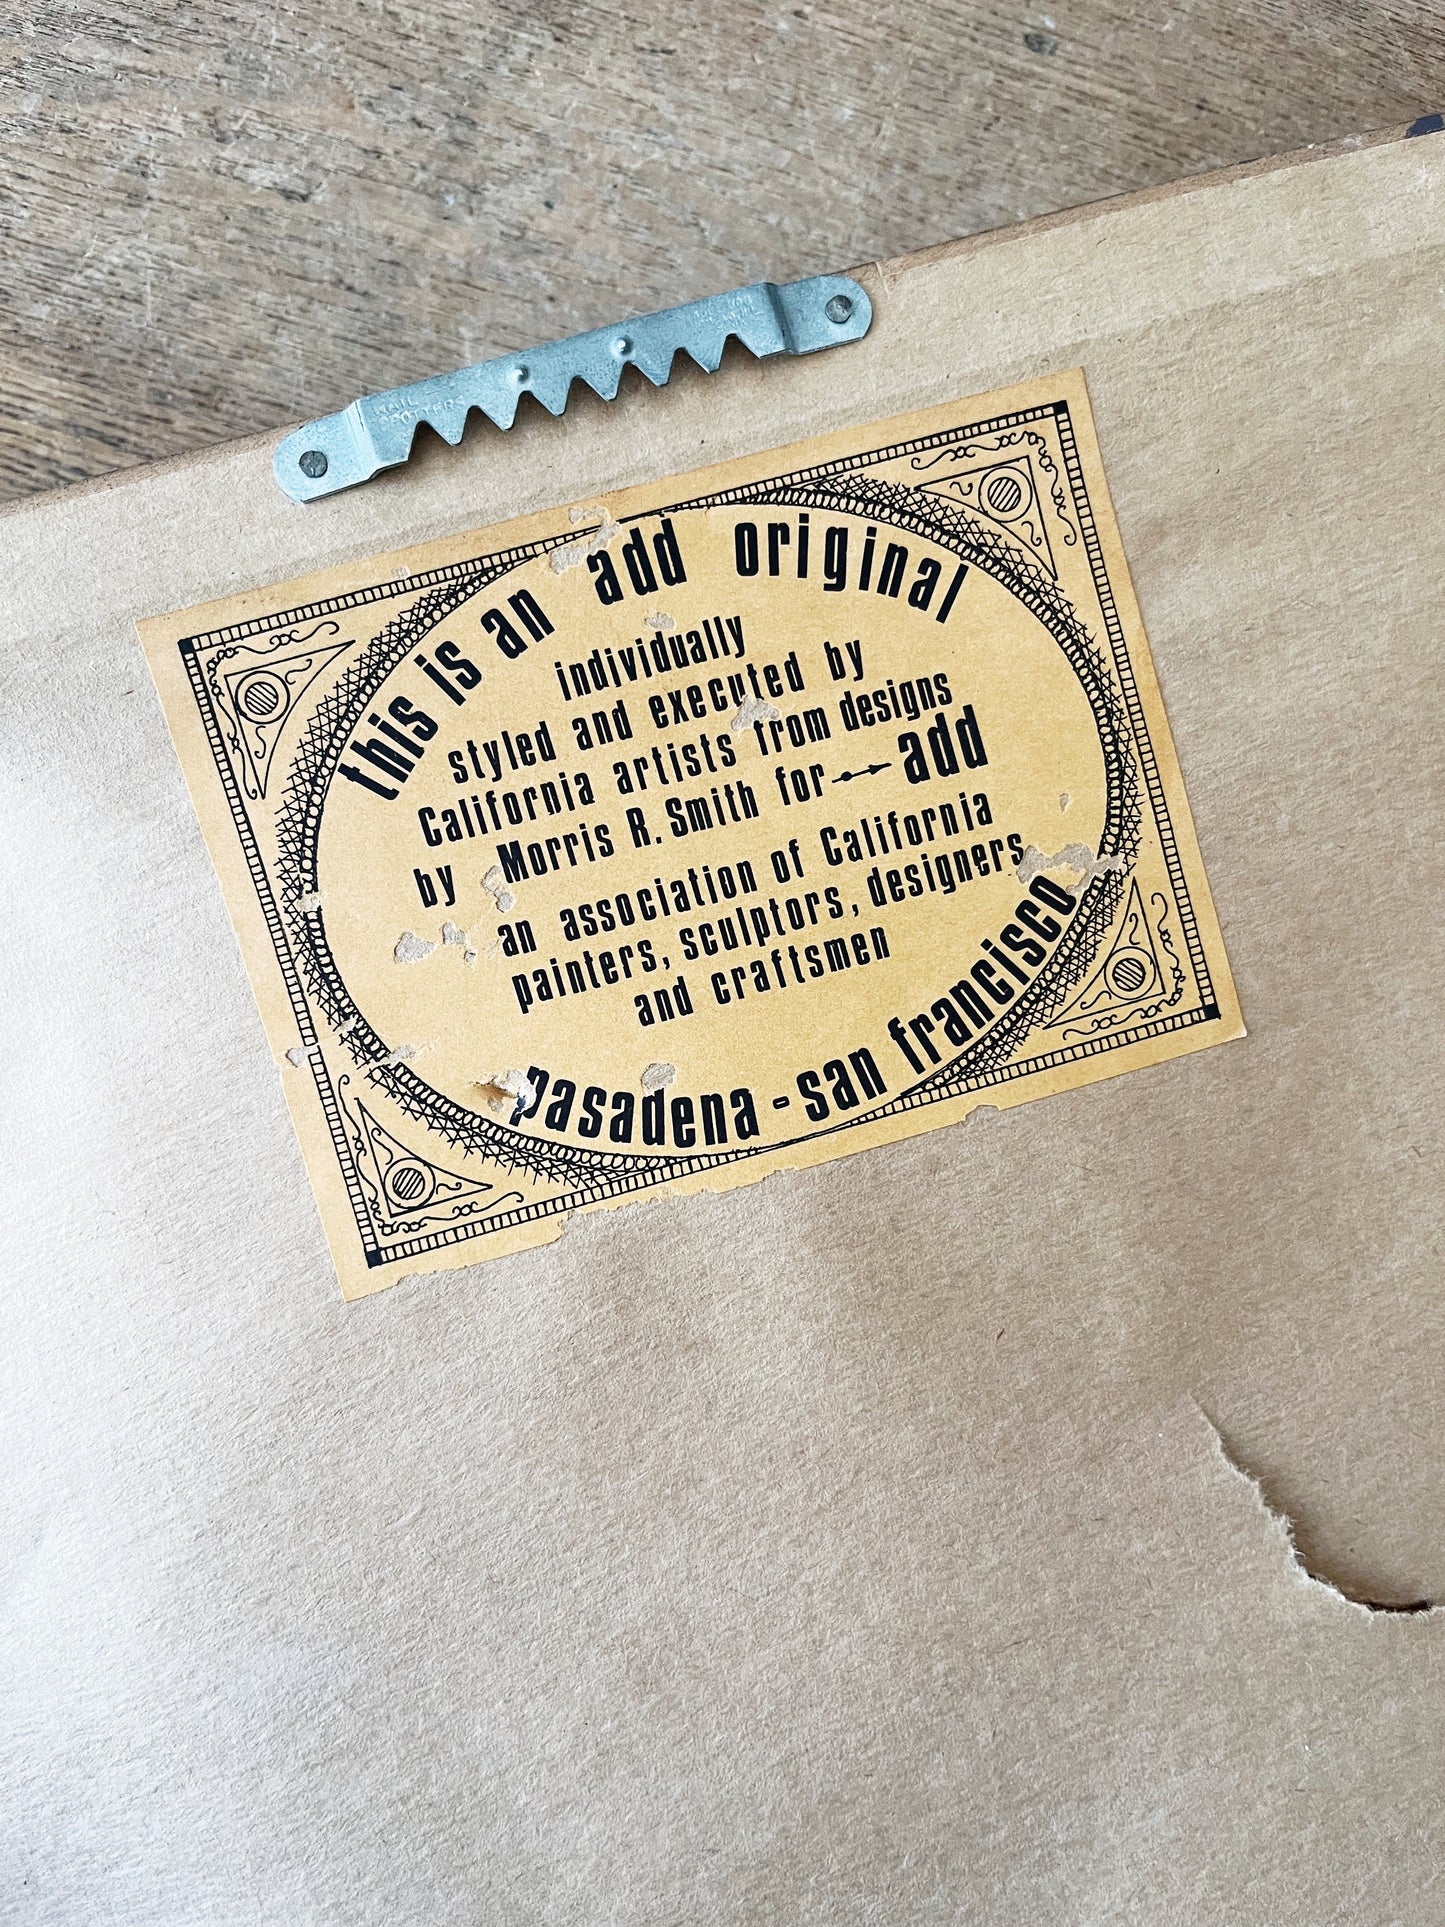 this is an add original
individually
styled and executed by
California artists from designs
by Morris R. Smith for add
an association of California
painters, sculptors, designers
and craftsmen
pasadena - san francisco